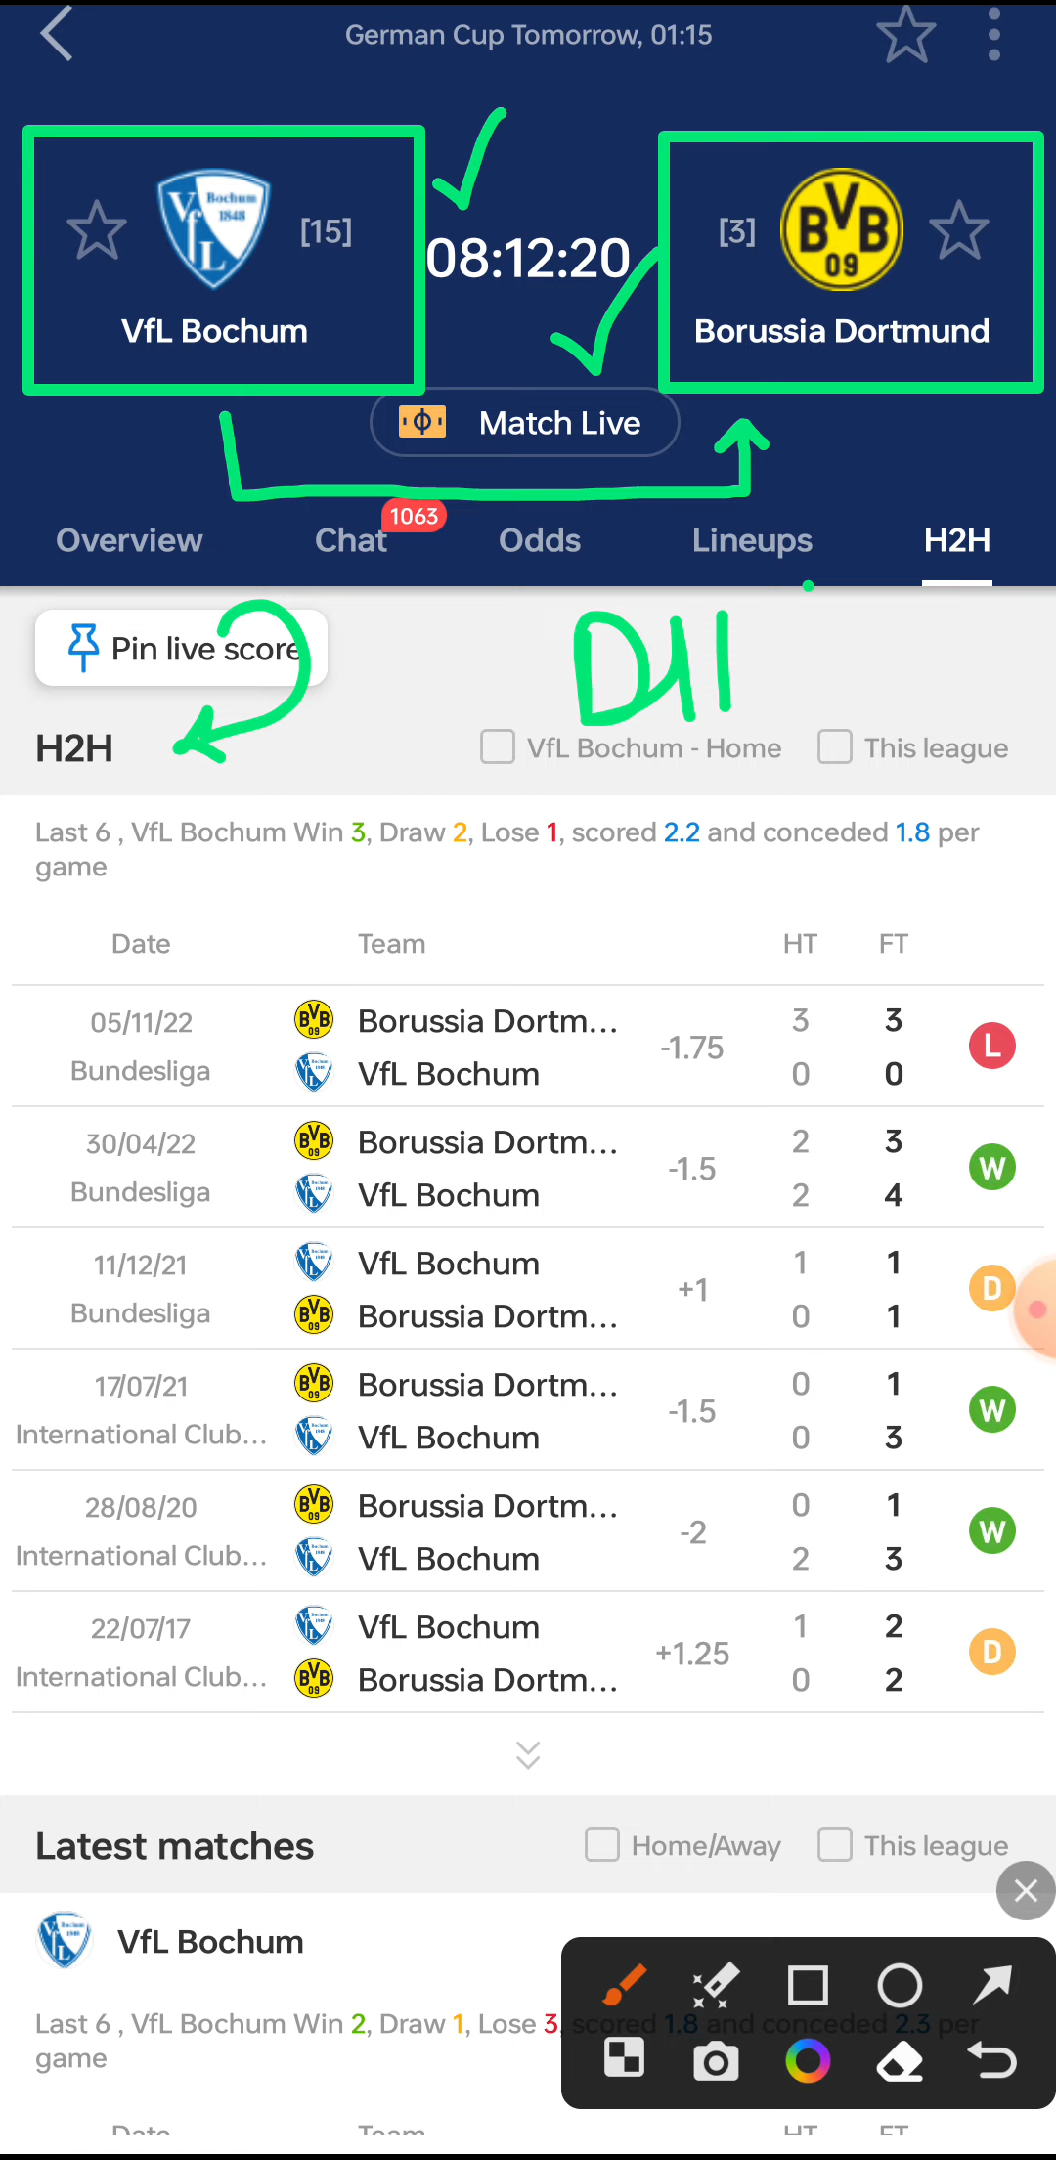 German Cup Tomorrow, 01:15
[15] 08:12:20 [3]
VfL Bochum Borussia Dortmund
Match Live
1063
Overview Chat Odds Lineups H2H
Pin live score
D11
H2H VfL Bochum - Home This league
Last 6 , VfL Bochum Win 3, Draw 2, Lose 1, scored 2.2 and conceded 1.8 per
game
Date Team HT FT
05/11/22 Borussia Dortm... 3 3
Bundesliga VfL Bochum -1.75 0 0 L
30/04/22 Borussia Dortm... 2 3
Bundesliga VfL Bochum -1.5 2 4 W
11/12/21 VfL Bochum 1 1
Bundesliga Borussia Dortm... +1 0 1 D
17/07/21 Borussia Dortm... 0 1
International Club... VfL Bochum -1.5 0 3 W
28/08/20 Borussia Dortm... 0 1
International Club... VfL Bochum -2 2 3 W
22/07/17 VfL Bochum 1 2
International Club... Borussia Dortm... +1.25 0 2 D
Latest matches Home/Away This league
VfL Bochum
Last 6 , VfL Bochum Win 2, Draw 1, Lose 3, scored 1.8 and conceded 2.3 per
game
Date Team HT FT